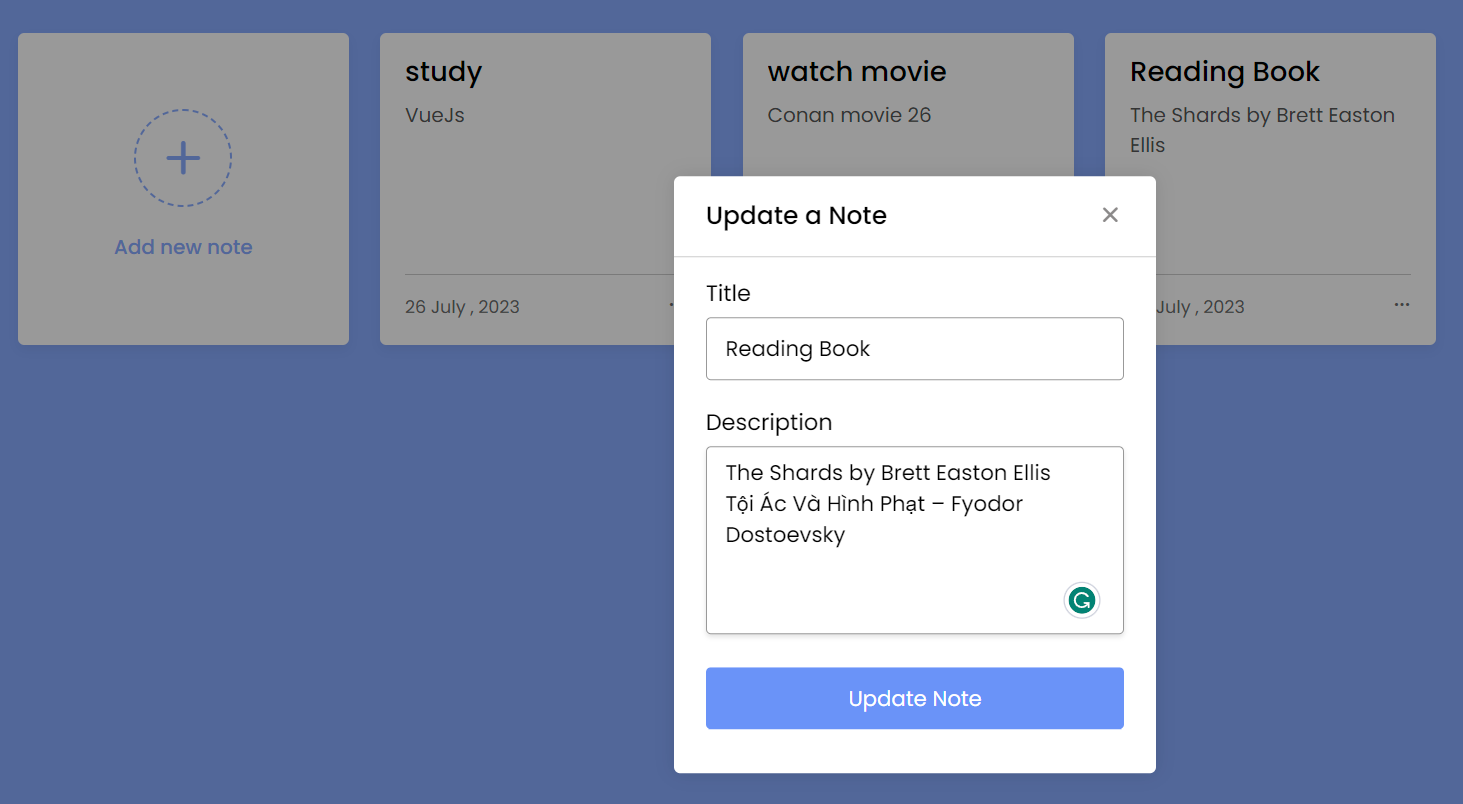 Add new note
study
VueJs
26 July , 2023
watch movie
Conan movie 26
Reading Book
The Shards by Brett Easton
Ellis
July , 2023
Update a Note
Title
Reading Book
Description
The Shards by Brett Easton Ellis
Tội Ác Và Hình Phạt – Fyodor
Dostoevsky
Update Note